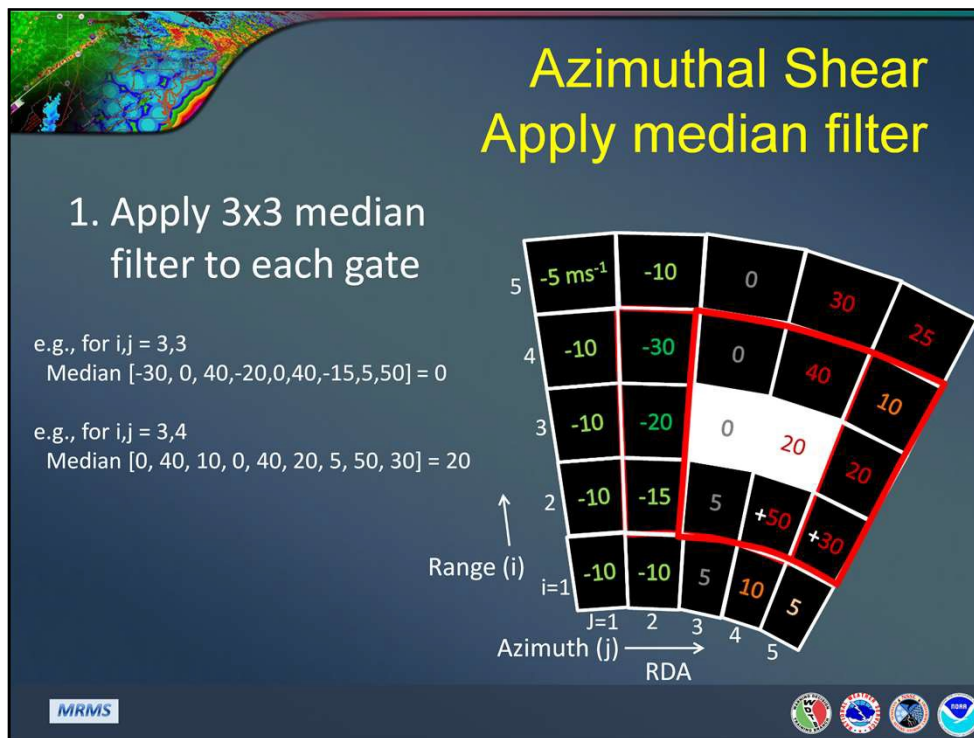 Azimuthal Shear
Apply median filter
1. Apply 3x3 median
filter to each gate
e.g., for i,j = 3,3
Median [-30, 0, 40,-20,0,40,-15,5,50] = 0
e.g., for i,j = 3,4
Median [0, 40, 10, 0, 40, 20, 5, 50, 30] = 20
5 -5 ms⁻¹ -10 0 30 25
4 -10 -30 0 40 10
3 -10 -20 0 20 20
2 -10 -15 5 +50 +30
Range (i)
i=1 -10 -10 5 10 5
J=1 2 3 4 5
Azimuth (j)
RDA
MRMS
NOAA